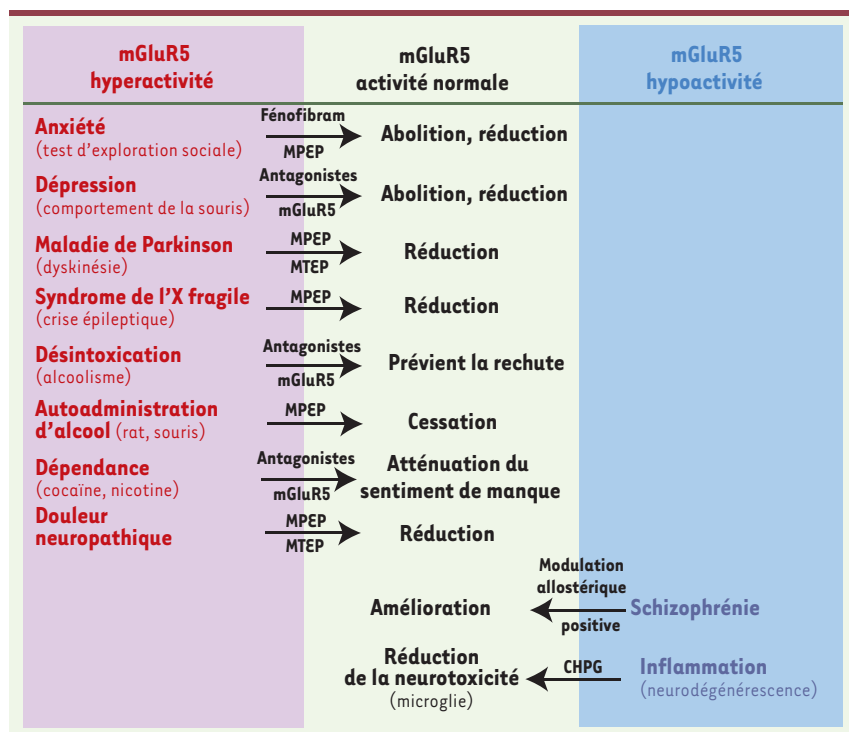 mGluR5
hyperactivité
mGluR5
activité normale
mGluR5
hypoactivité
Anxiété
(test d'exploration sociale)
Fénofibram
MPEP
Abolition, réduction
Dépression
(comportement de la souris)
Antagonistes
mGluR5
Abolition, réduction
Maladie de Parkinson
(dyskinésie)
MPEP
MTEP
Réduction
Syndrome de l'X fragile
(crise épileptique)
MPEP
Réduction
Désintoxication
(alcoolisme)
Antagonistes
mGluR5
Prévient la rechute
Autoadministration
d'alcool (rat, souris)
MPEP
Cessation
Dépendance
(cocaïne, nicotine)
Antagonistes
mGluR5
Atténuation du
sentiment de manque
Douleur
neuropathique
MPEP
MTEP
Réduction
Amélioration
Modulation
allostérique
positive
Schizophrénie
Réduction
de la neurotoxicité
(microglie)
CHPG
Inflammation
(neurodégénérescence)